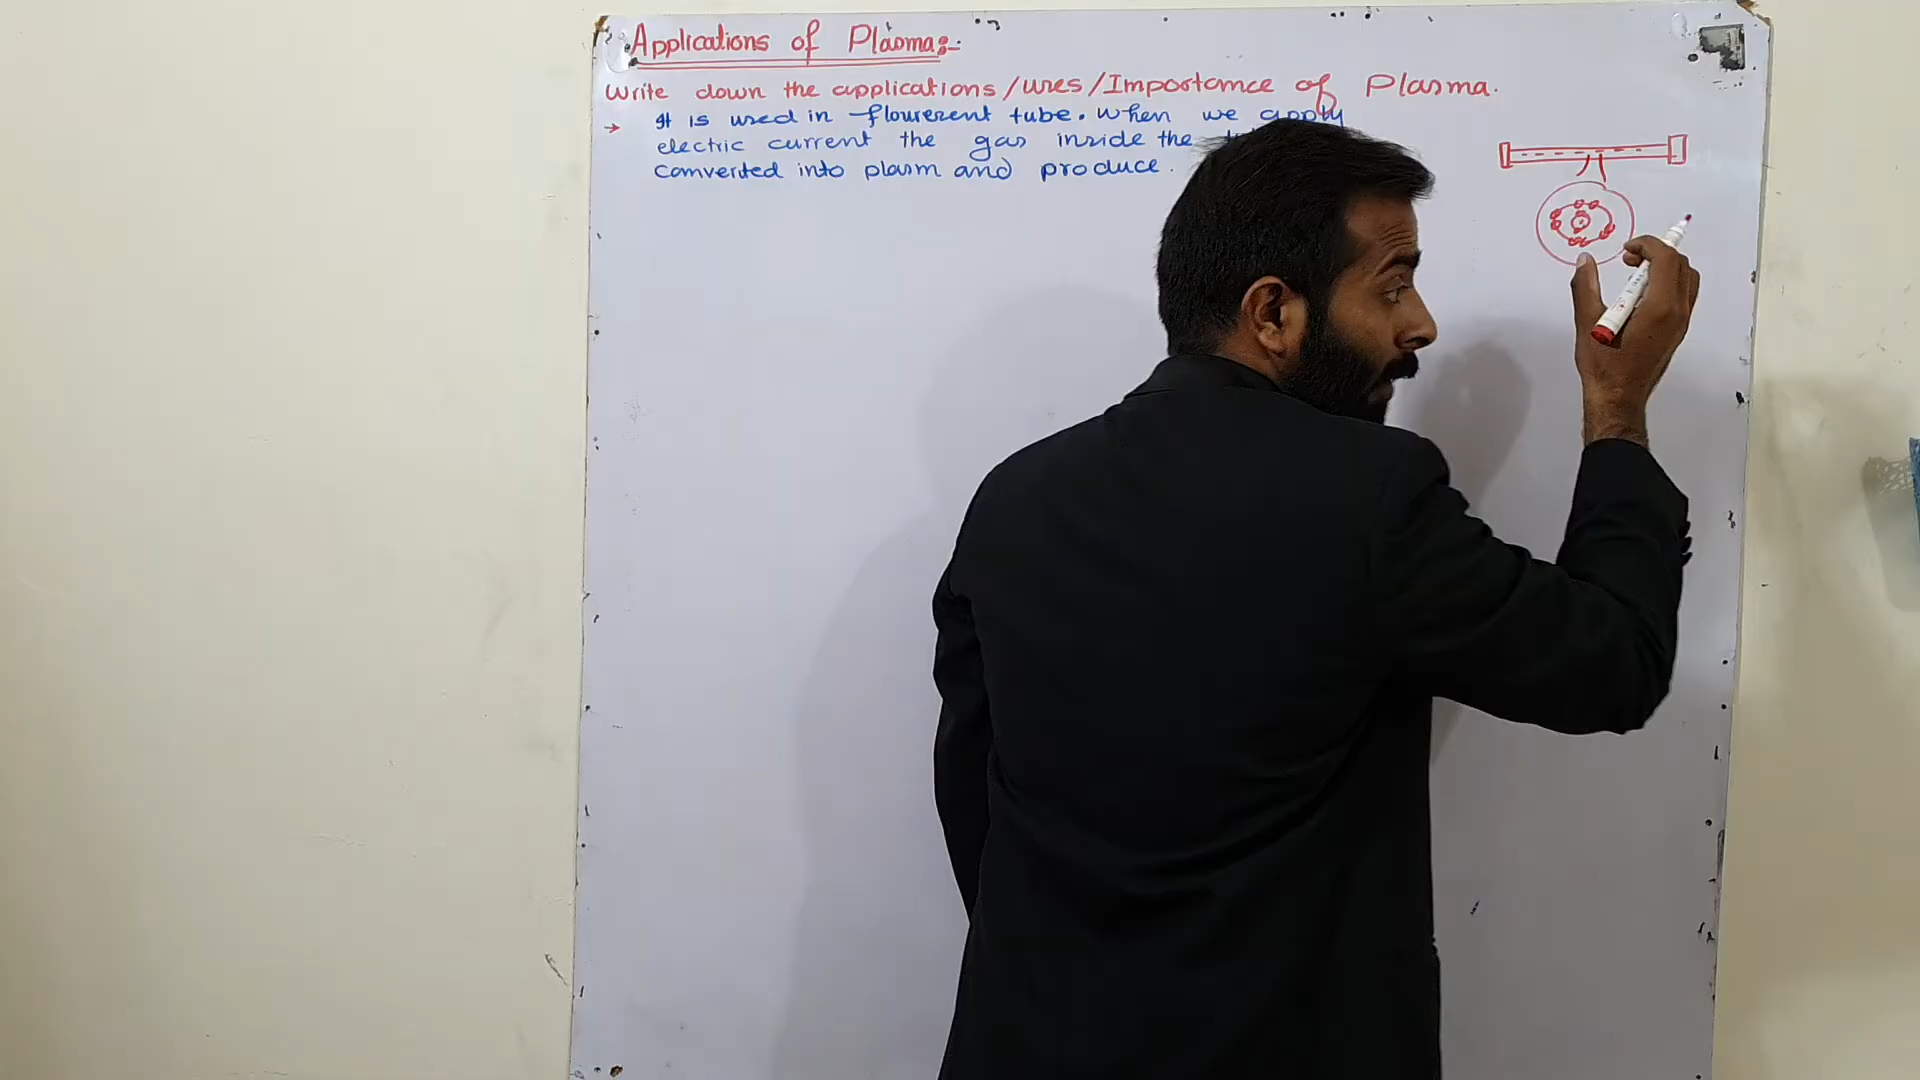 Applications of Plasma:-
Write down the applications/uses/Importance of Plasma.
→ It is used in flouresent tube. When we apply
electric current the gas inside the
converted into plasm and produce.